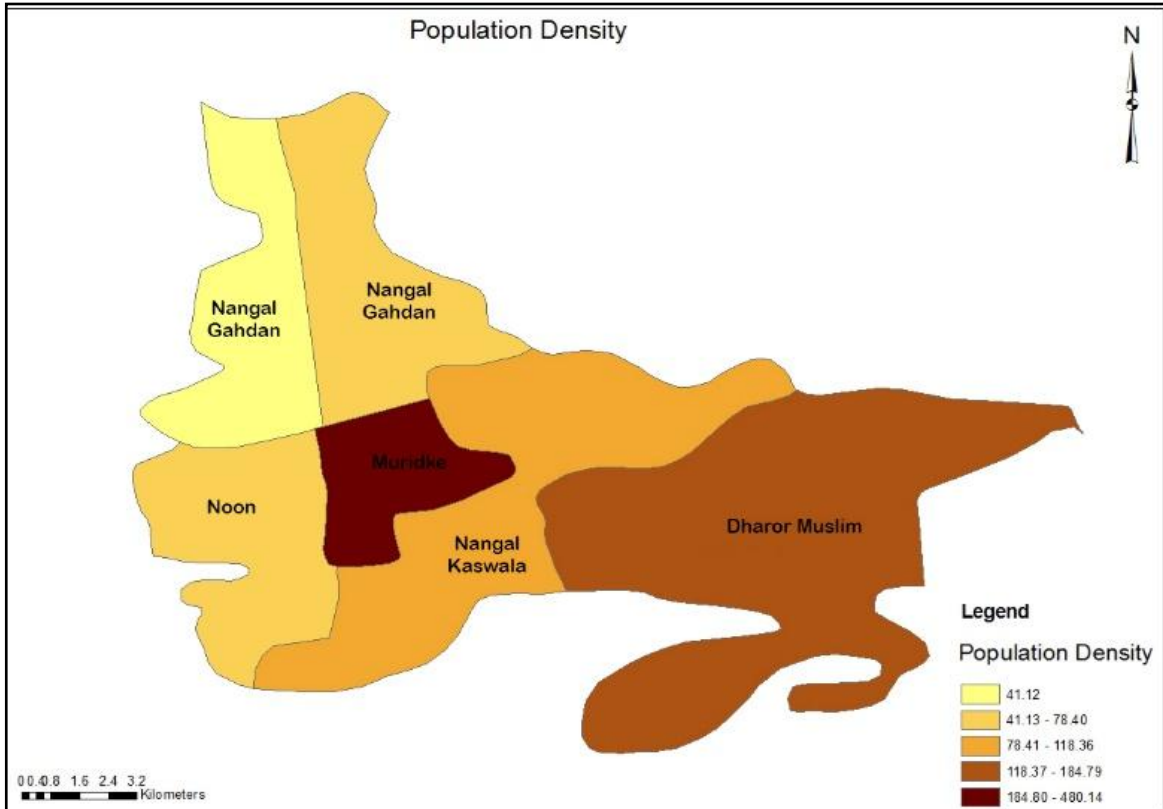 Population Density
N
Nangal
Gahdan
Nangal
Gahdan
Muridke
Noon
Dharor Muslim
Nangal
Kaswala
Legend
Population Density
41.12
41.13 - 78.40
78.41 - 118.36
118.37 - 184.79
184.80 - 480.14
0 0.4 0.8 1.6 2.4 3.2
Kilometers